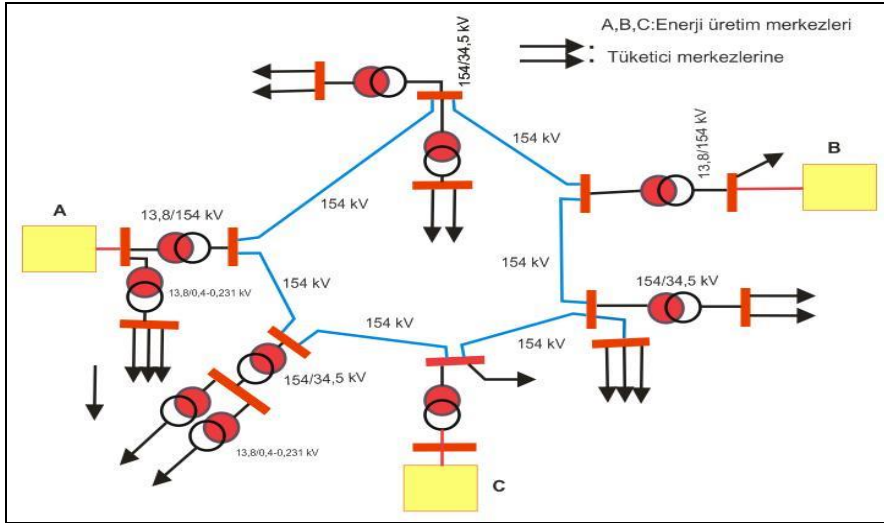 A,B,C:Enerji üretim merkezleri
: Tüketici merkezlerine
154/34,5 kV
154 kV
13,8/154 kV
B
A
13,8/154 kV
154 kV
154 kV
154 kV
154/34,5 kV
13,8/0,4-0,231 kV
154 kV
154 kV
154 kV
154/34,5 kV
13,8/0,4-0,231 kV
C